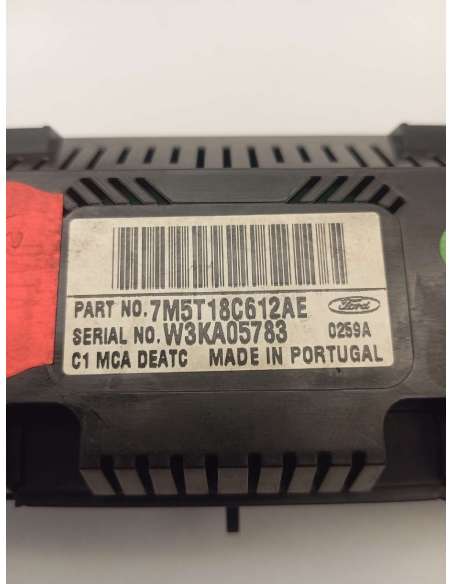 PART NO. 7M5T18C612AE Ford
SERIAL NO. W3KA05783 0259A
C1 MCA DEATC MADE IN PORTUGAL